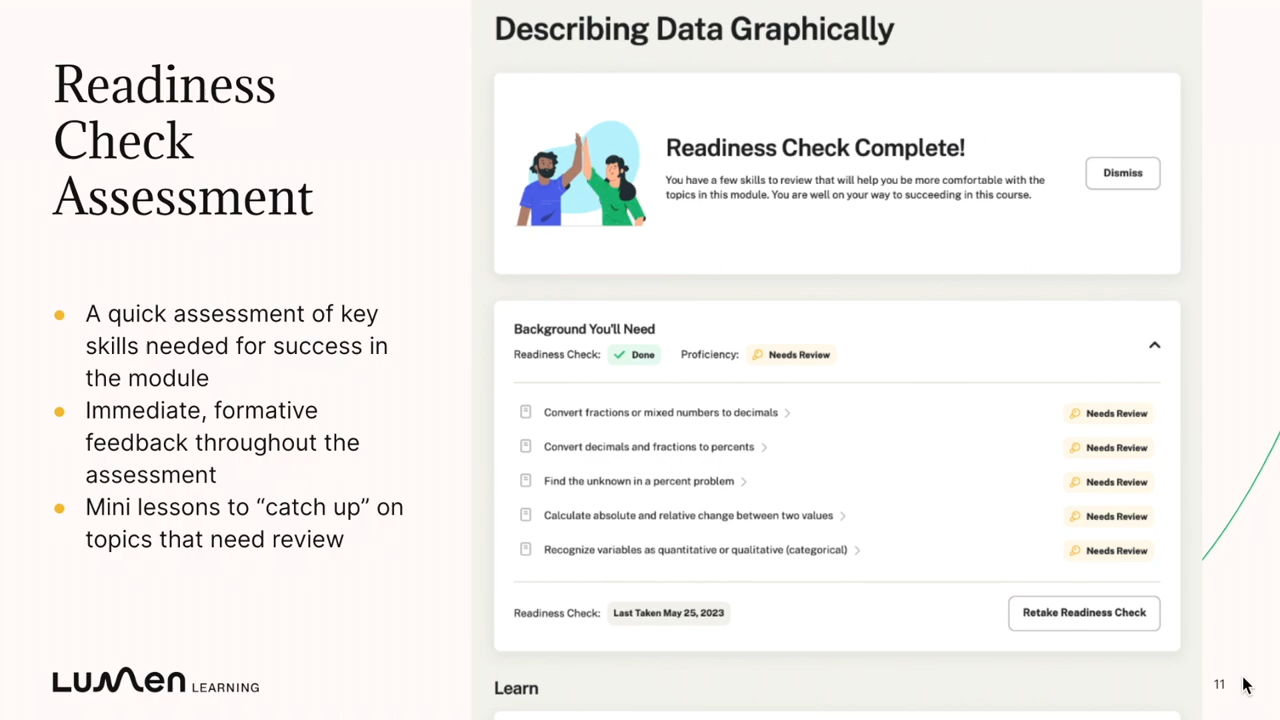 Readiness
Check
Assessment
A quick assessment of key
skills needed for success in
the module
Immediate, formative
feedback throughout the
assessment
Mini lessons to “catch up” on
topics that need review
LUMEN LEARNING
Describing Data Graphically
Readiness Check Complete!
You have a few skills to review that will help you be more comfortable with the
topics in this module. You are well on your way to succeeding in this course.
Dismiss
Background You'll Need
Readiness Check: Done Proficiency: Needs Review
Convert fractions or mixed numbers to decimals Needs Review
Convert decimals and fractions to percents Needs Review
Find the unknown in a percent problem Needs Review
Calculate absolute and relative change between two values Needs Review
Recognize variables as quantitative or qualitative (categorical) Needs Review
Readiness Check: Last Taken May 25, 2023 Retake Readiness Check
Learn
11